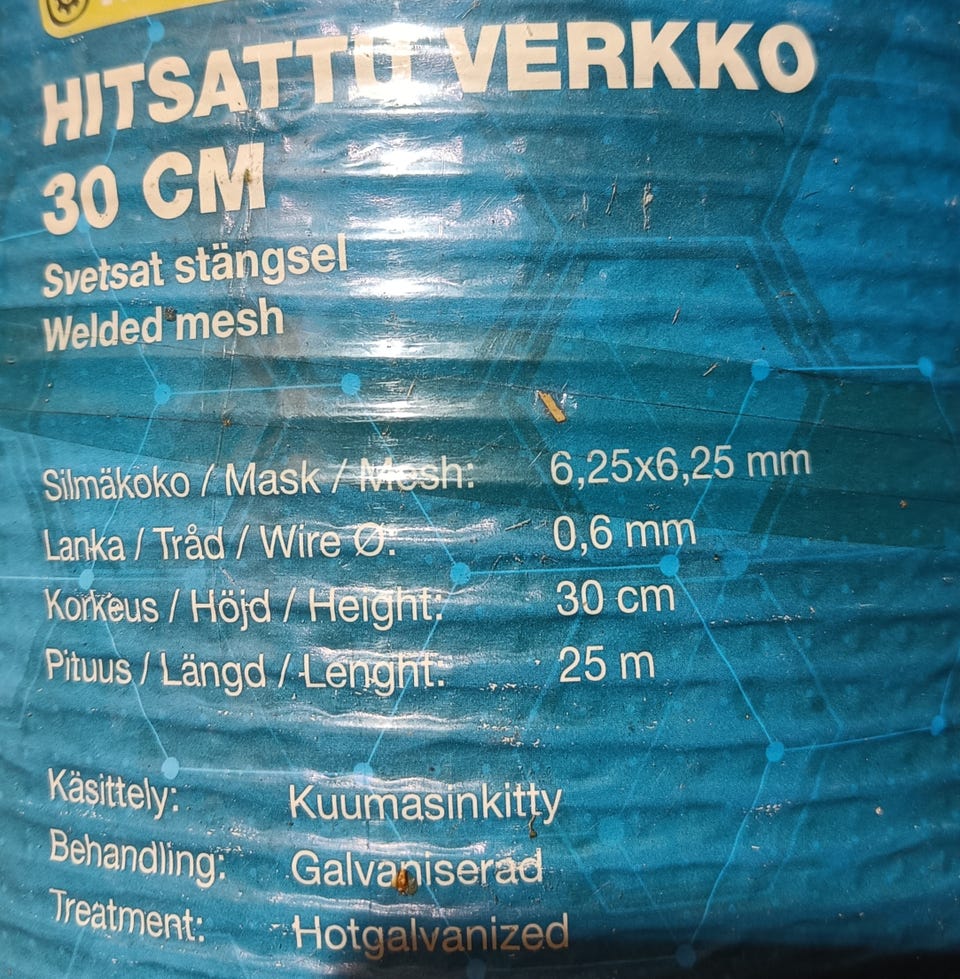 HITSATTU VERKKO
30 CM
Svetsat stängsel
Welded mesh
Silmäkoko / Mask / Mesh: 6,25x6,25 mm
Lanka / Tråd / Wire Ø: 0,6 mm
Korkeus / Höjd / Height: 30 cm
Pituus / Längd / Lenght: 25 m
Käsittely: Kuumasinkitty
Behandling: Galvaniserad
Treatment: Hotgalvanized